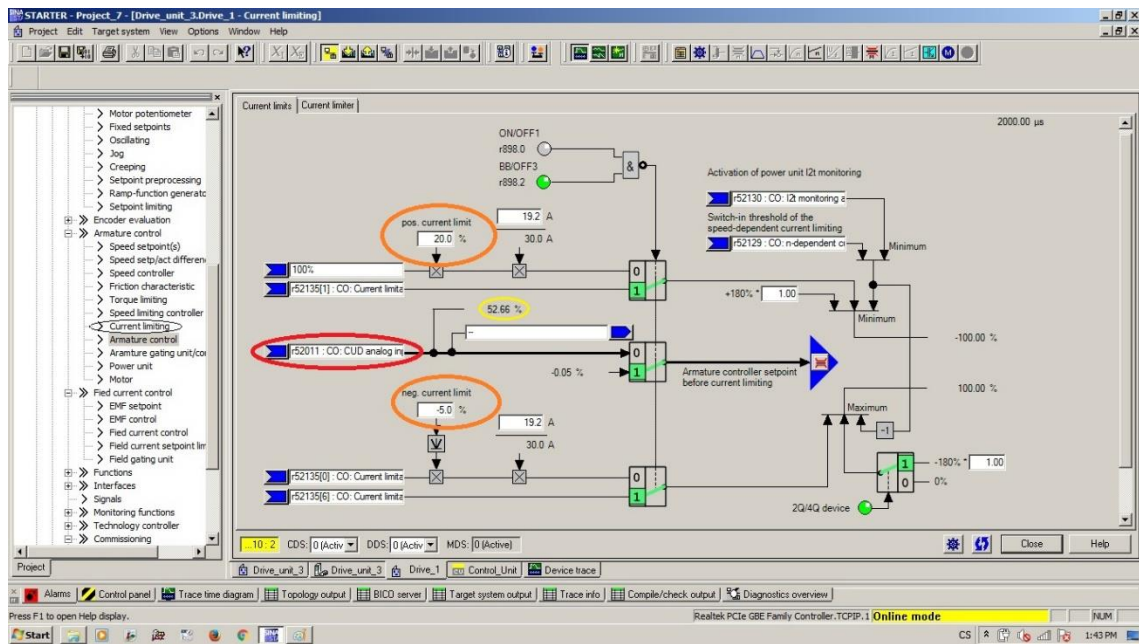 STARTER - Project_7 - [Drive_unit_3.Drive_1 - Current limiting]
Project Edit Target system View Options Window Help
Motor potentiometer
Fixed setpoints
Oscillating
Jog
Creeping
Setpoint preprocessing
Ramp-function generatc
Setpoint limiting
Encoder evaluation
Armature control
Speed setpoint(s)
Speed setp/act differen
Speed controller
Friction characteristic
Torque limiting
Speed limiting controller
Current limiting
Armature control
Aramture gating unit/coi
Power unit
Motor
Fied current control
EMF setpoint
EMF control
Fied current control
Field current setpoint lim
Field gating unit
Functions
Interfaces
Signals
Monitoring functions
Technology controller
Commissioning
Project
Current limits Current limiter
2000.00 µs
ON/OFF1
r898.0
BB/OFF3
r898.2
&
Activation of power unit I2t monitoring
r52130 : CO: I2t monitoring a
Switch-in threshold of the
speed-dependent current limiting
r52129 : CO: n-dependent c
Minimum
pos. current limit
20.0 %
19.2 A
30.0 A
100%
0
r52135[1] : CO: Current limita
1
+180% * 1.00
Minimum
52.66 %
--
-100.00 %
r52011 : CO: CUD analog inp
0
-0.05 %
1
Armature controller setpoint
before current limiting
100.00 %
neg. current limit
-5.0 %
19.2 A
30.0 A
Maximum
-1
r52135[0] : CO: Current limita
0
r52135[6] : CO: Current limita
1
1
-180% * 1.00
0
0%
2Q/4Q device
...10 : 2 CDS: 0 (Activ DDS: 0 (Activ MDS: 0 (Active)
Close Help
Drive_unit_3 Drive_unit_3 Drive_1 Control_Unit Device trace
Alarms Control panel Trace time diagram Topology output BICO server Target system output Trace info Compile/check output Diagnostics overview
Press F1 to open Help display.
Realtek PCIe GBE Family Controller.TCPIP.1 Online mode NUM
Start
CS 1:43 PM